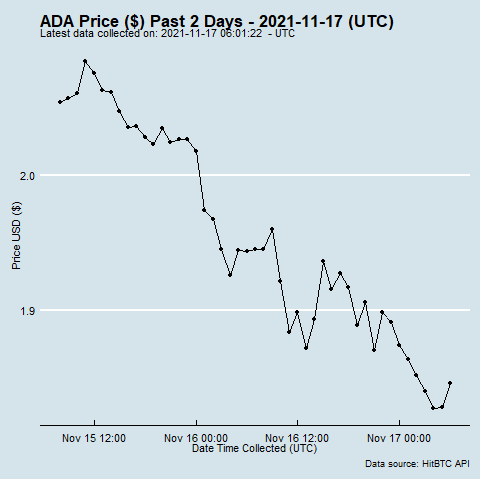 ADA Price ($) Past 2 Days - 2021-11-17 (UTC)
Latest data collected on: 2021-11-17 06:01:22  - UTC
2.0
1.9
Price USD ($)
Nov 15 12:00
Nov 16 00:00
Nov 16 12:00
Nov 17 00:00
Date Time Collected (UTC)
Data source: HitBTC API